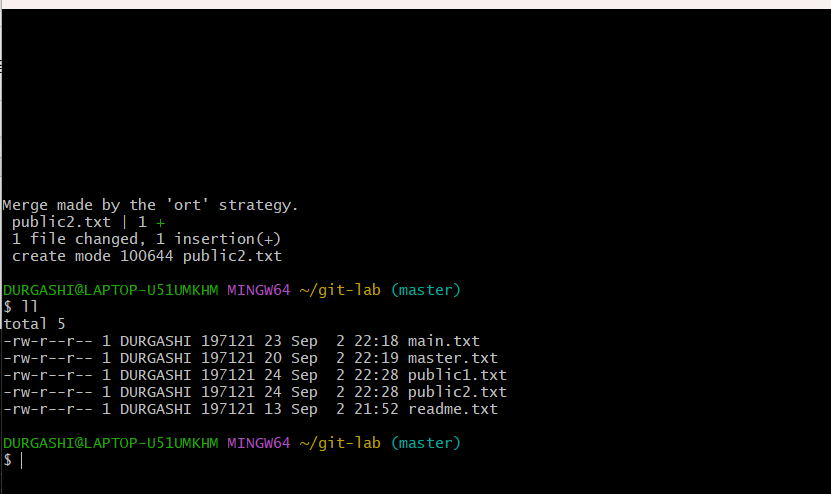 Merge made by the 'ort' strategy.
 public2.txt | 1 +
 1 file changed, 1 insertion(+)
 create mode 100644 public2.txt
DURGASHI@LAPTOP-U51UMKHM MINGW64 ~/git-lab (master)
$ ll
total 5
-rw-r--r-- 1 DURGASHI 197121 23 Sep  2 22:18 main.txt
-rw-r--r-- 1 DURGASHI 197121 20 Sep  2 22:19 master.txt
-rw-r--r-- 1 DURGASHI 197121 24 Sep  2 22:28 public1.txt
-rw-r--r-- 1 DURGASHI 197121 24 Sep  2 22:28 public2.txt
-rw-r--r-- 1 DURGASHI 197121 13 Sep  2 21:52 readme.txt
DURGASHI@LAPTOP-U51UMKHM MINGW64 ~/git-lab (master)
$